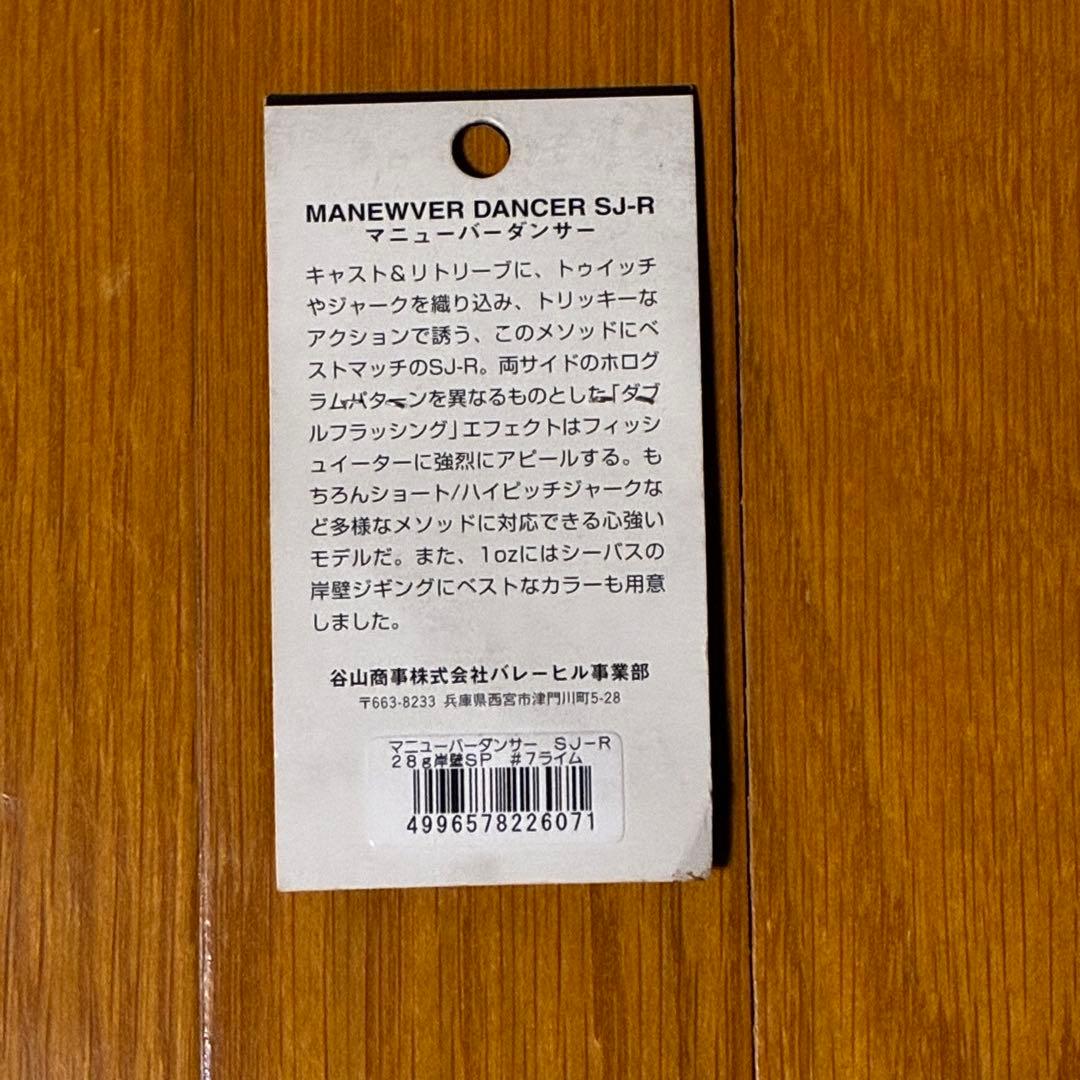 MANEWVER DANCER SJ-R
マニューバーダンサー
キャスト&リトリーブに、トゥイッチ
やジャークを織り込み、トリッキーな
アクションで誘う、このメソッドにベ
ストマッチのSJ-R。両サイドのホログ
ラムパターンを異なるものとした「ダブ
ルフラッシング」エフェクトはフィッシ
ュイーターに強烈にアピールする。も
ちろんショート/ハイピッチジャークな
ど多様なメソッドに対応できる心強い
モデルだ。また、1ozにはシーバスの
岸壁ジギングにベストなカラーも用意
しました。
谷山商事株式会社バレーヒル事業部
〒663-8233 兵庫県西宮市津門川町5-28
マニューバーダンサー SJ-R
28g岸壁SP #7ライム
4996578226071